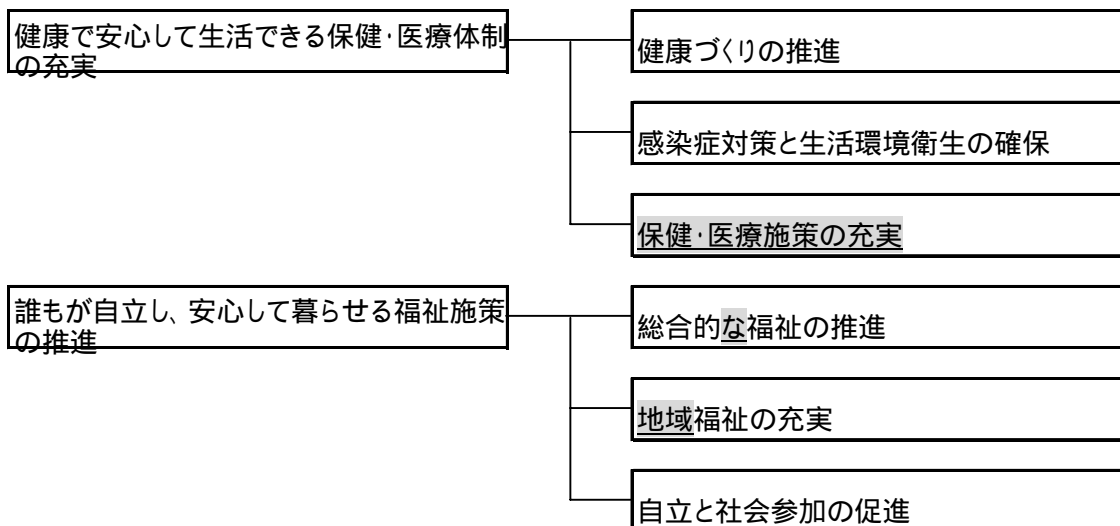 健康で安心して生活できる保健・医療体制
の充実
健康づくりの推進
感染症対策と生活環境衛生の確保
保健・医療施策の充実
誰もが自立し、安心して暮らせる福祉施策
の推進
総合的な福祉の推進
地域福祉の充実
自立と社会参加の促進